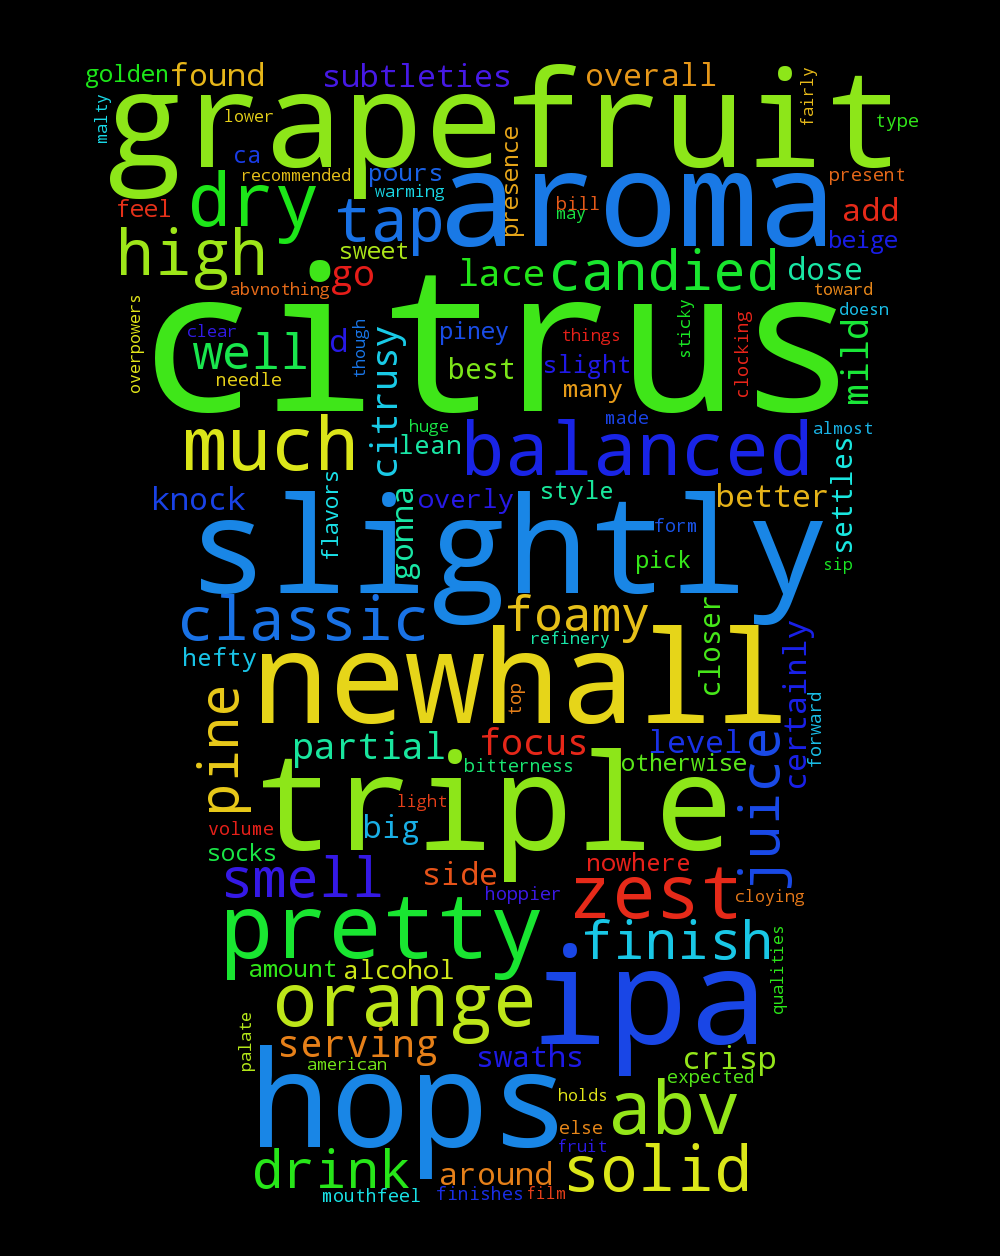 golden found subtleties overall
grapefruit
malty lower fairly type
ca recommended pours warming presence bill may present
dry tap aroma add
feel high sweet beige
abvnothing go lace candied dose toward
citrus
overpowers clear well needle d though piney best things slight many sticky clocking doesn mild
citrusy huge made almost
much lean balanced settles
knock flavors gonna overly style better
slightly
form pick sip
classic foamy
hefty refinery closer certainly
newhall
pine top forward
partial focus level
bitterness otherwise
triple
juice
volume light big
socks nowhere
smell side hoppier zest cloying
pretty finish
amount alcohol qualities
orange ipa
palate serving swaths crisp
american expected
hops holds abv
else fruit
drink around solid
mouthfeel finishes film